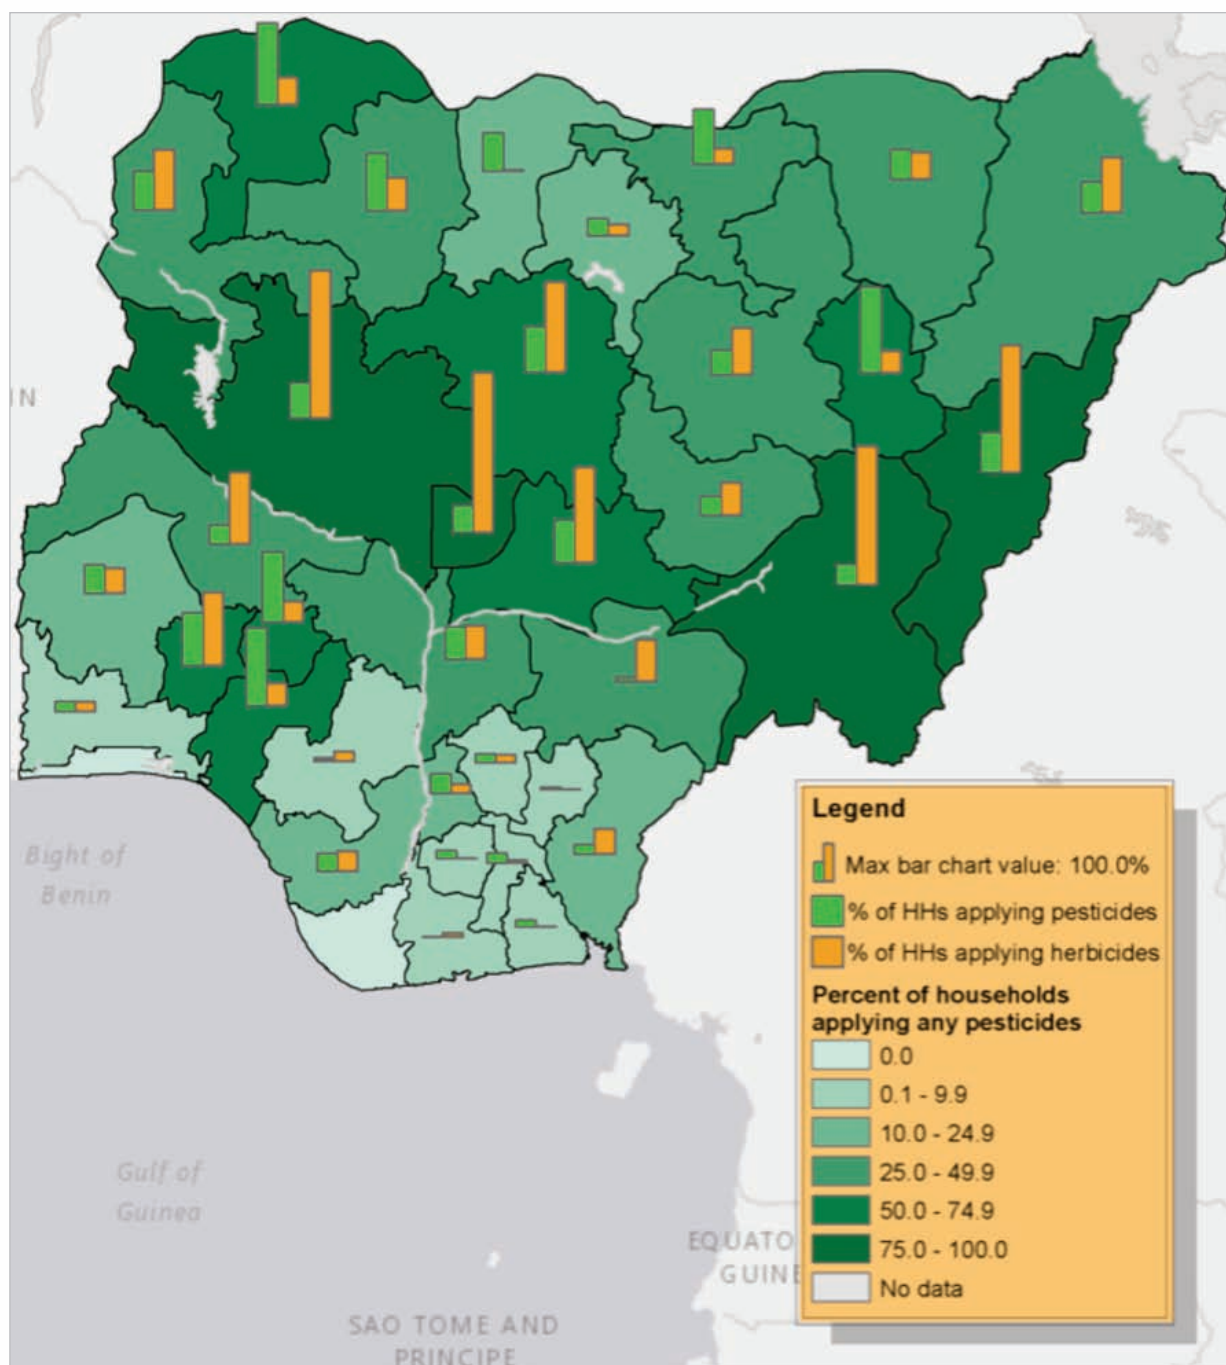 IN
Bight of
Benin
Gulf of
Guinea
EQUATO
GUINE
SAO TOME AND
PRINCIPE
Legend
Max bar chart value: 100.0%
% of HHs applying pesticides
% of HHs applying herbicides
Percent of households
applying any pesticides
0.0
0.1 - 9.9
10.0 - 24.9
25.0 - 49.9
50.0 - 74.9
75.0 - 100.0
No data